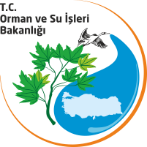 T.C.
Orman ve Su İşleri
Bakanlığı